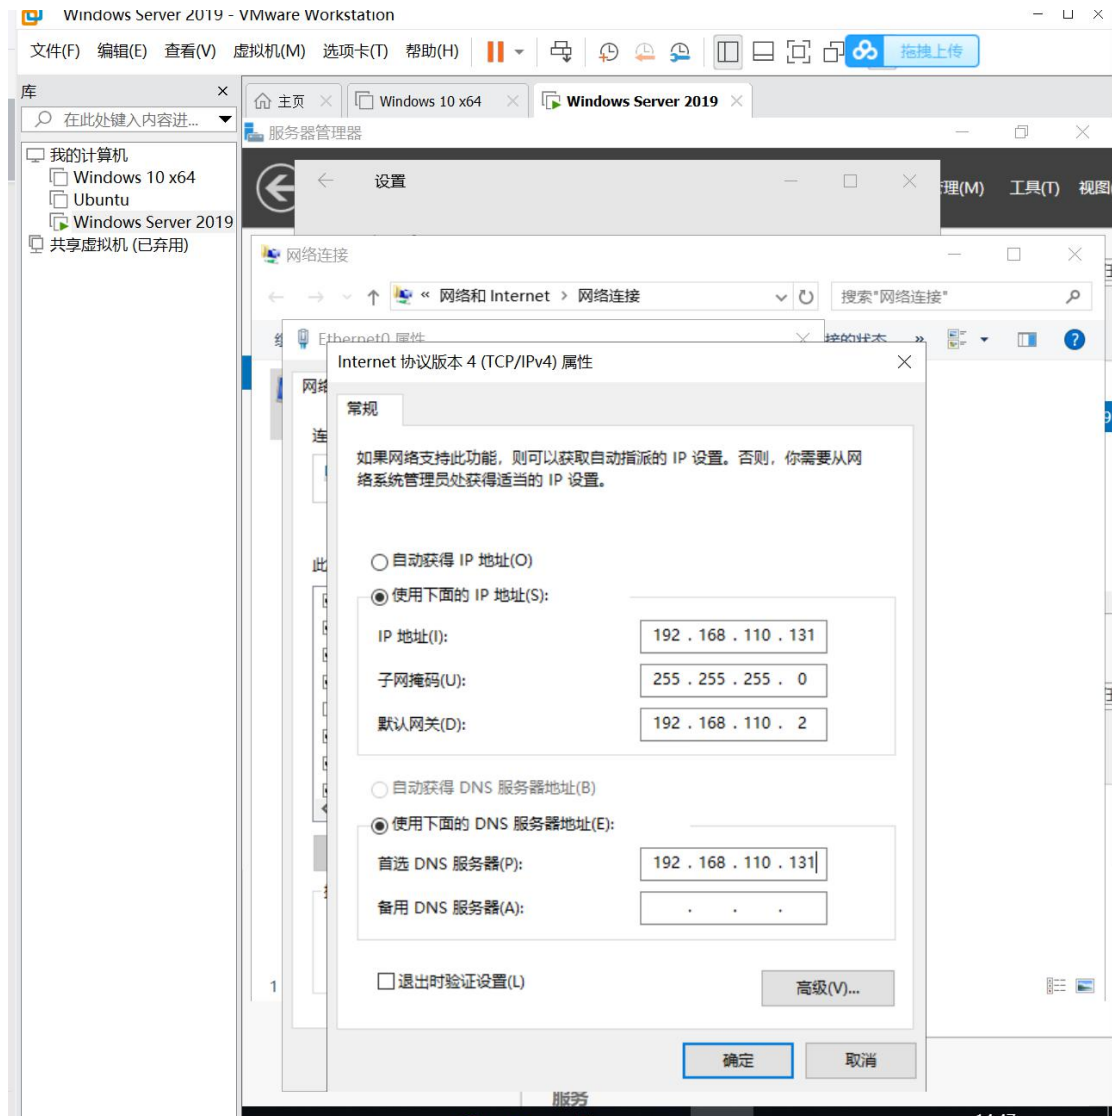 Windows Server 2019 - VMware Workstation
文件(F) 编辑(E) 查看(V) 虚拟机(M) 选项卡(T) 帮助(H)
拖拽上传
库
主页
Windows 10 x64
Windows Server 2019
在此处键入内容进...
服务器管理器
我的计算机
Windows 10 x64
Ubuntu
Windows Server 2019
共享虚拟机 (已弃用)
设置
理(M) 工具(T) 视图
网络连接
« 网络和 Internet > 网络连接
搜索"网络连接"
Ethernet0 属性
接的状态 »
Internet 协议版本 4 (TCP/IPv4) 属性
网络
常规
连
如果网络支持此功能，则可以获取自动指派的 IP 设置。否则，你需要从网
络系统管理员处获得适当的 IP 设置。
此
自动获得 IP 地址(O)
使用下面的 IP 地址(S):
IP 地址(I): 192 . 168 . 110 . 131
子网掩码(U): 255 . 255 . 255 . 0
默认网关(D): 192 . 168 . 110 . 2
自动获得 DNS 服务器地址(B)
使用下面的 DNS 服务器地址(E):
首选 DNS 服务器(P): 192 . 168 . 110 . 131
备用 DNS 服务器(A): . . .
退出时验证设置(L)
高级(V)...
1
确定 取消
服务